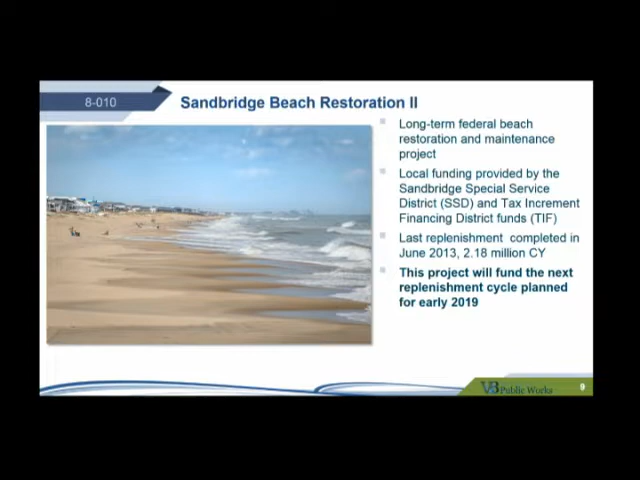 8-010
Sandbridge Beach Restoration II
Long-term federal beach
restoration and maintenance
project
Local funding provided by the
Sandbridge Special Service
District (SSD) and Tax Increment
Financing District funds (TIF)
Last replenishment completed in
June 2013, 2.18 million CY
This project will fund the next
replenishment cycle planned
for early 2019
VB Public Works
9